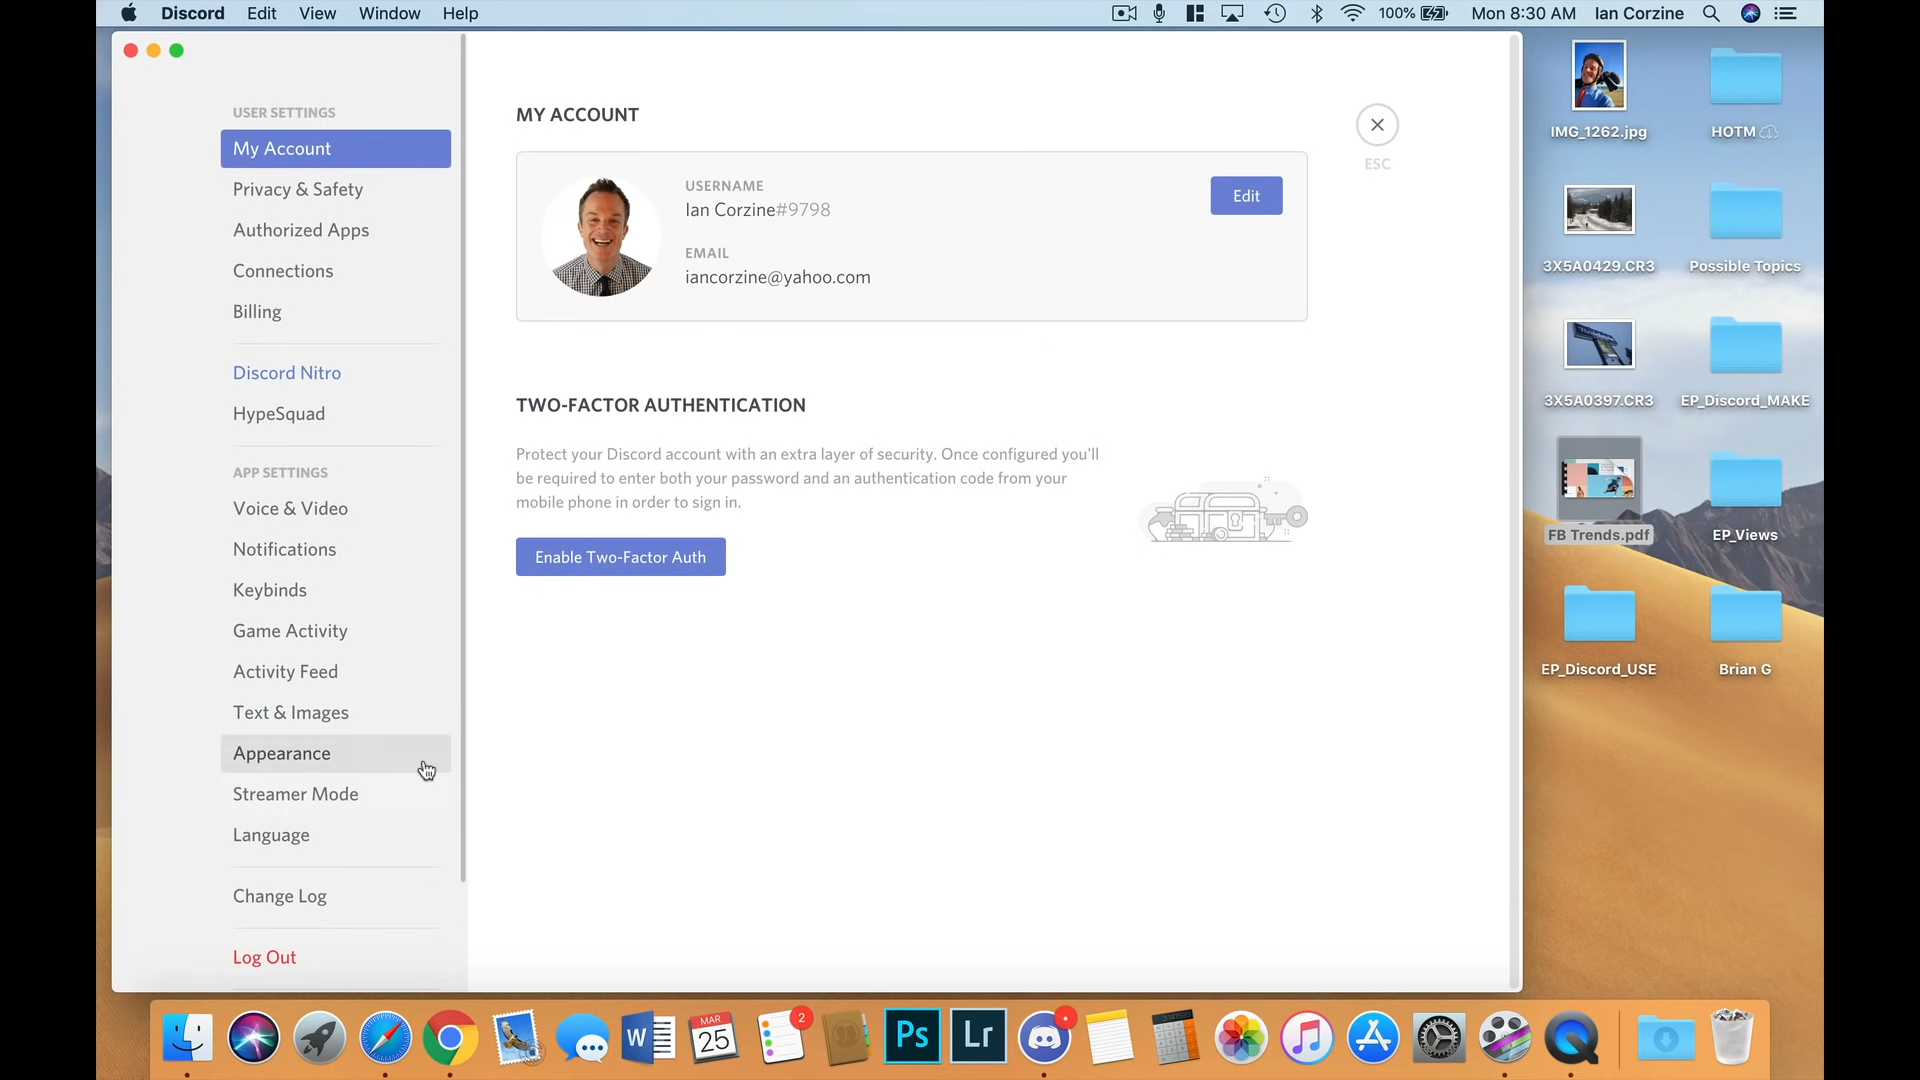 Discord Edit View Window Help
100% Mon 8:30 AM Ian Corzine
USER SETTINGS
My Account
Privacy & Safety
Authorized Apps
Connections
Billing
Discord Nitro
HypeSquad
APP SETTINGS
Voice & Video
Notifications
Keybinds
Game Activity
Activity Feed
Text & Images
Appearance
Streamer Mode
Language
Change Log
Log Out
MY ACCOUNT
ESC
USERNAME
Ian Corzine#9798
Edit
EMAIL
iancorzine@yahoo.com
TWO-FACTOR AUTHENTICATION
Protect your Discord account with an extra layer of security. Once configured you'll
be required to enter both your password and an authentication code from your
mobile phone in order to sign in.
Enable Two-Factor Auth
IMG_1262.jpg
HOTM
3X5A0429.CR3
Possible Topics
3X5A0397.CR3
EP_Discord_MAKE
FB Trends.pdf
EP_Views
EP_Discord_USE
Brian G
W
MAR
25
2
Ps
Lr